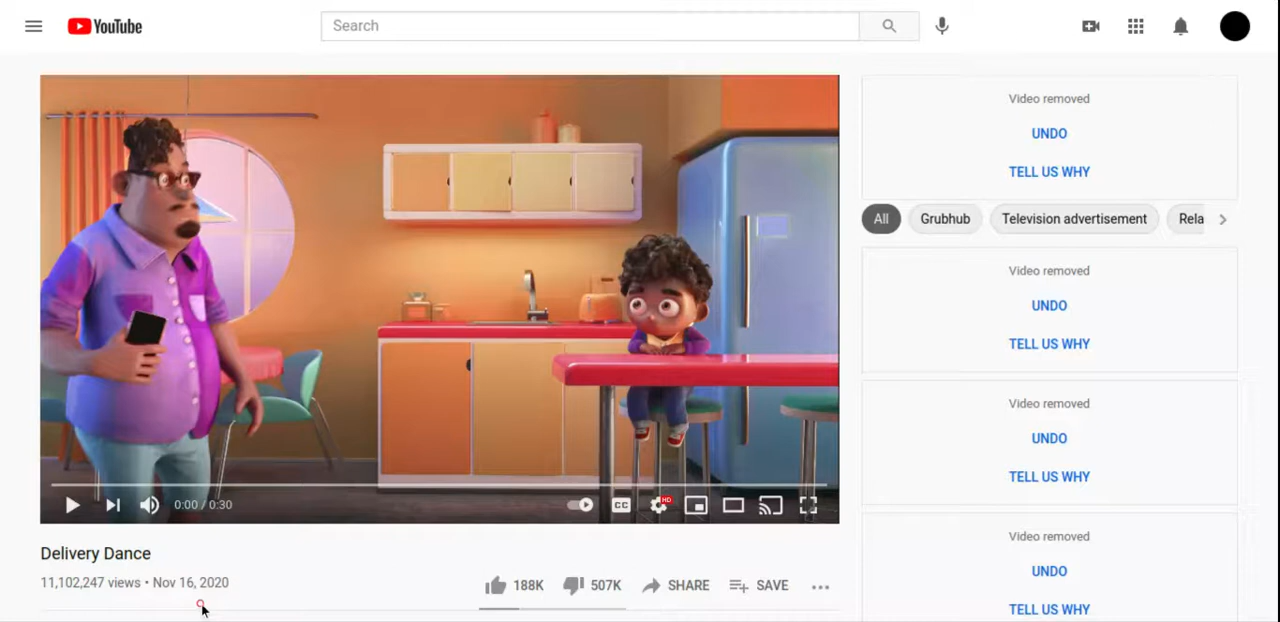 YouTube
Search
Video removed
UNDO
TELL US WHY
All Grubhub Television advertisement Rela
Video removed
UNDO
TELL US WHY
Video removed
UNDO
TELL US WHY
Video removed
UNDO
TELL US WHY
0:00 / 0:30
CC
HD
Delivery Dance
11,102,247 views • Nov 16, 2020
188K 507K SHARE SAVE